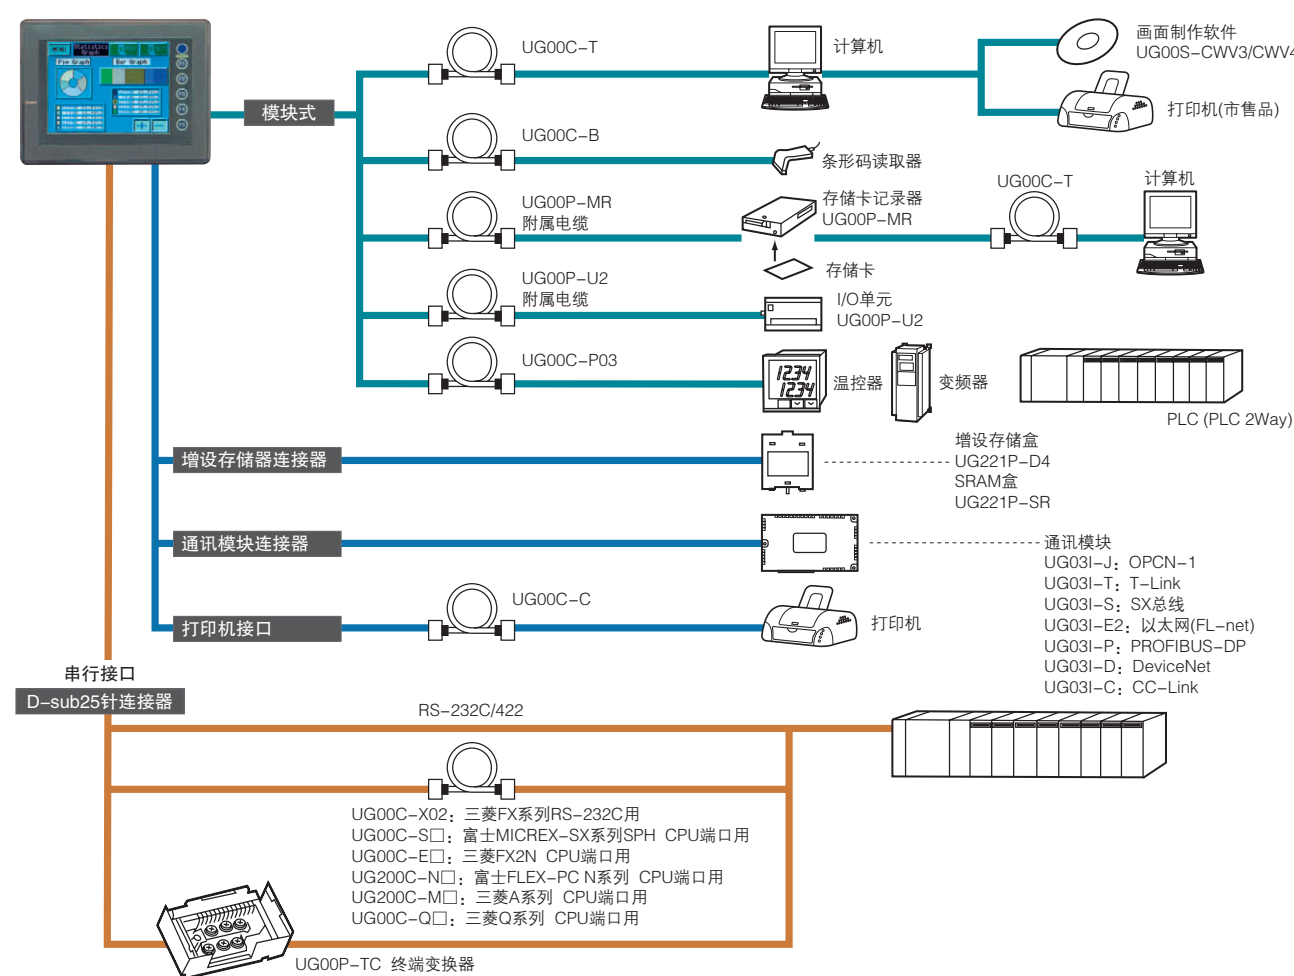 MENU
Statistics
Graph
Pie Graph
Bar Graph
模块式
UG00C-T
计算机
画面制作软件
UG00S-CWV3/CWV4
打印机(市售品)
UG00C-B
条形码读取器
UG00P-MR
附属电缆
存储卡记录器
UG00P-MR
存储卡
UG00C-T
计算机
UG00P-U2
附属电缆
I/O单元
UG00P-U2
UG00C-P03
1234
1234
温控器
变频器
PLC (PLC 2Way)
增设存储器连接器
增设存储盒
UG221P-D4
SRAM盒
UG221P-SR
通讯模块连接器
通讯模块
UG03I-J：OPCN-1
UG03I-T：T-Link
UG03I-S：SX总线
UG03I-E2：以太网(FL-net)
UG03I-P：PROFIBUS-DP
UG03I-D：DeviceNet
UG03I-C：CC-Link
打印机接口
UG00C-C
打印机
串行接口
D-sub25针连接器
RS-232C/422
UG00C-X02：三菱FX系列RS-232C用
UG00C-S□：富士MICREX-SX系列SPH CPU端口用
UG00C-E□：三菱FX2N CPU端口用
UG200C-N□：富士FLEX-PC N系列 CPU端口用
UG200C-M□：三菱A系列 CPU端口用
UG00C-Q□：三菱Q系列 CPU端口用
UG00P-TC 终端变换器